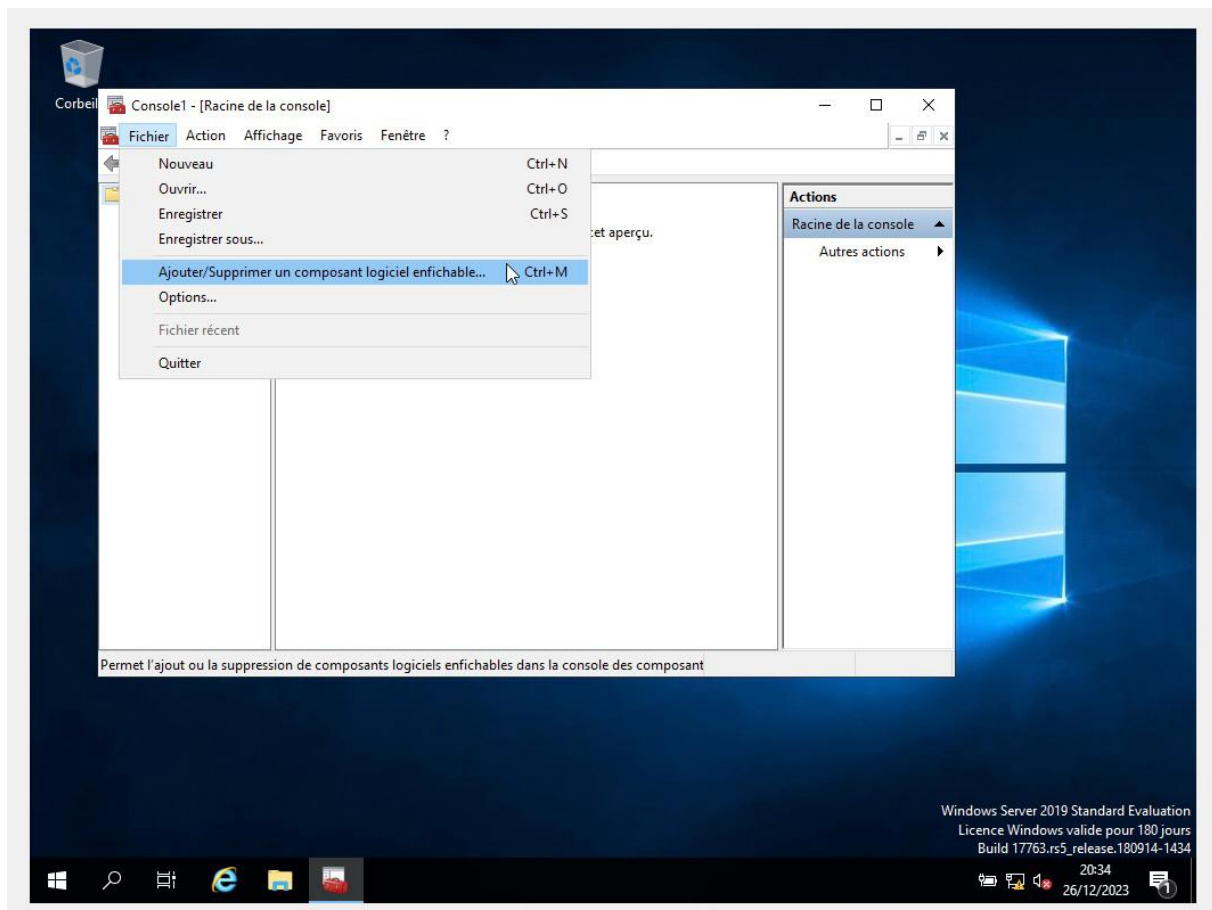 Corbeil
Console1 - [Racine de la console]
Fichier Action Affichage Favoris Fenêtre ?
Nouveau Ctrl+N
Ouvrir... Ctrl+O
Enregistrer Ctrl+S
Enregistrer sous...
Ajouter/Supprimer un composant logiciel enfichable... Ctrl+M
Options...
Fichier récent
Quitter
cet aperçu.
Actions
Racine de la console
Autres actions
Permet l'ajout ou la suppression de composants logiciels enfichables dans la console des composant
Windows Server 2019 Standard Evaluation
Licence Windows valide pour 180 jours
Build 17763.rs5_release.180914-1434
20:34
26/12/2023
1